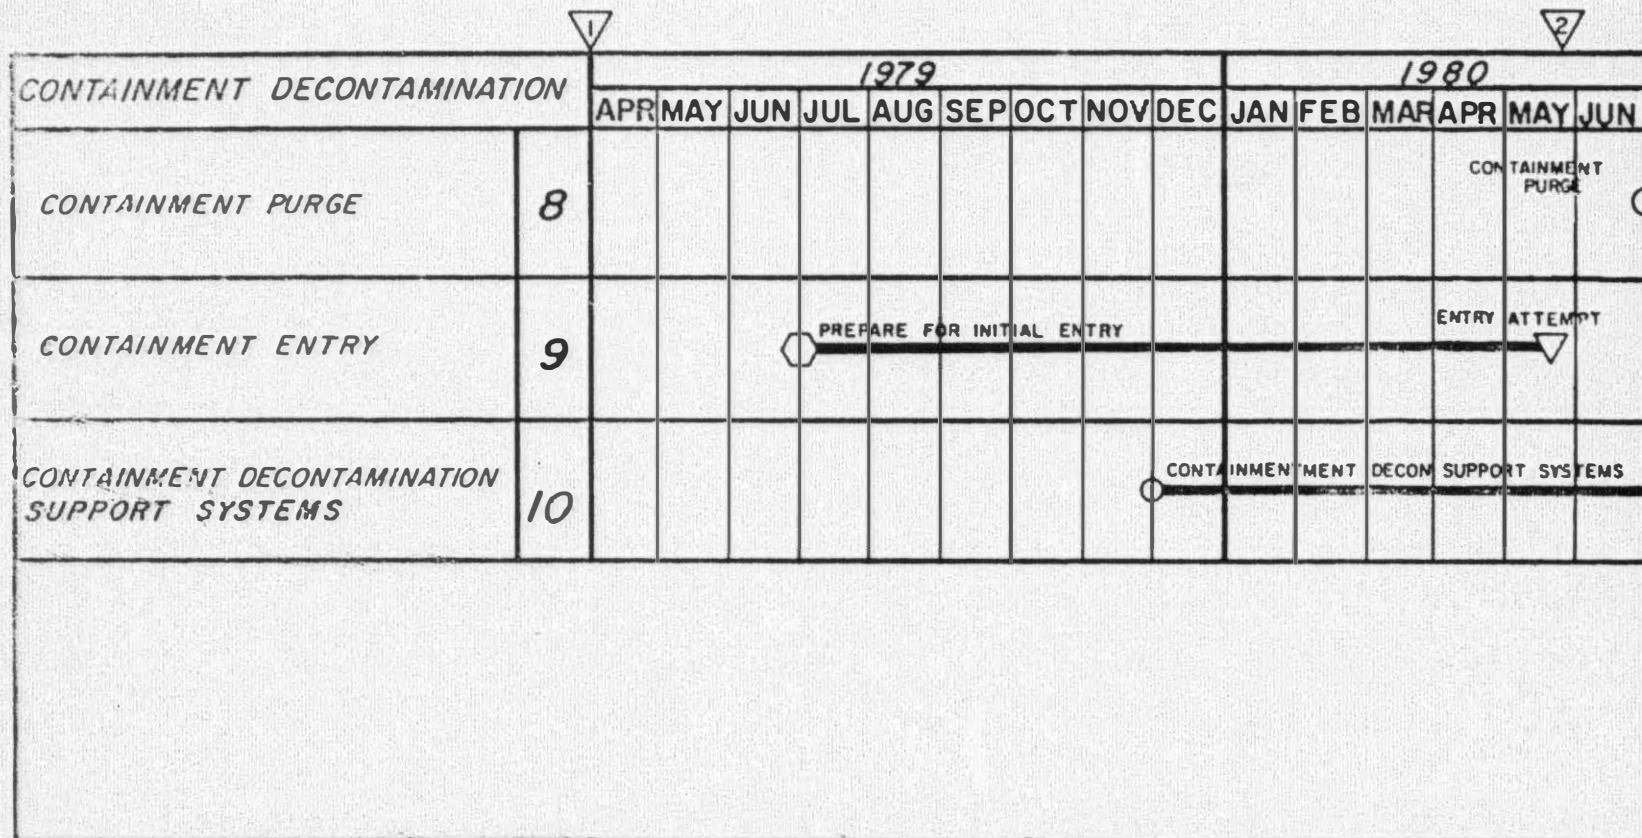 1
2
CONTAINMENT DECONTAMINATION
1979
1980
APR MAY JUN JUL AUG SEP OCT NOV DEC JAN FEB MAR APR MAY JUN
CONTAINMENT PURGE
8
CONTAINMENT
PURGE
CONTAINMENT ENTRY
9
PREPARE FOR INITIAL ENTRY
ENTRY ATTEMPT
CONTAINMENT DECONTAMINATION
SUPPORT SYSTEMS
10
CONTAINMENTMENT DECON SUPPORT SYSTEMS